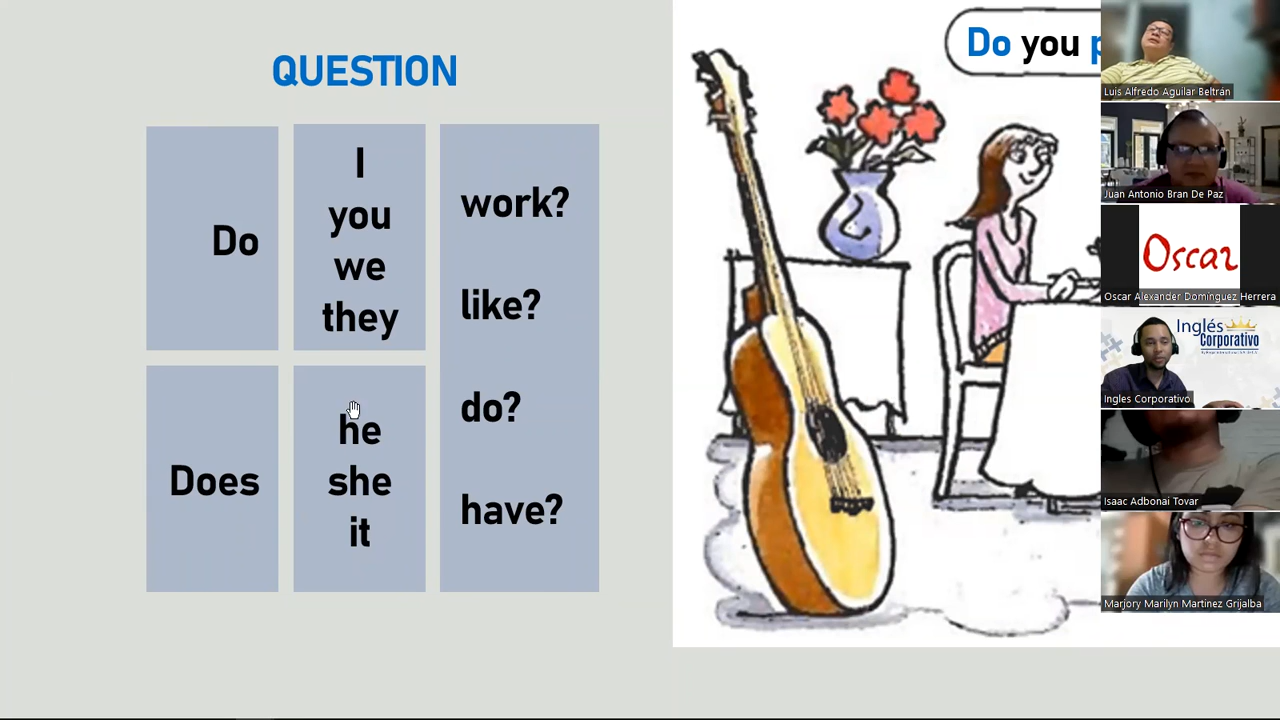 QUESTION
Do
I
you
we
they
work?
like?
do?
have?
Does
he
she
it
Do you p
Luis Alfredo Aguilar Beltrán
Juan Antonio Bran De Paz
Oscar
Oscar Alexander Domínguez Herrera
Inglés
Corporativo
Ingles Corporativo
Isaac Adbonai Tovar
Marjory Marilyn Martinez Grijalba